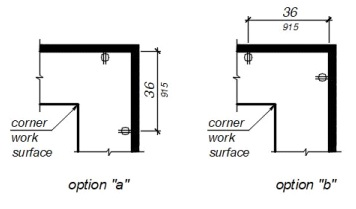 36
915
36
915
corner
work
surface
corner
work
surface
option "a"
option "b"